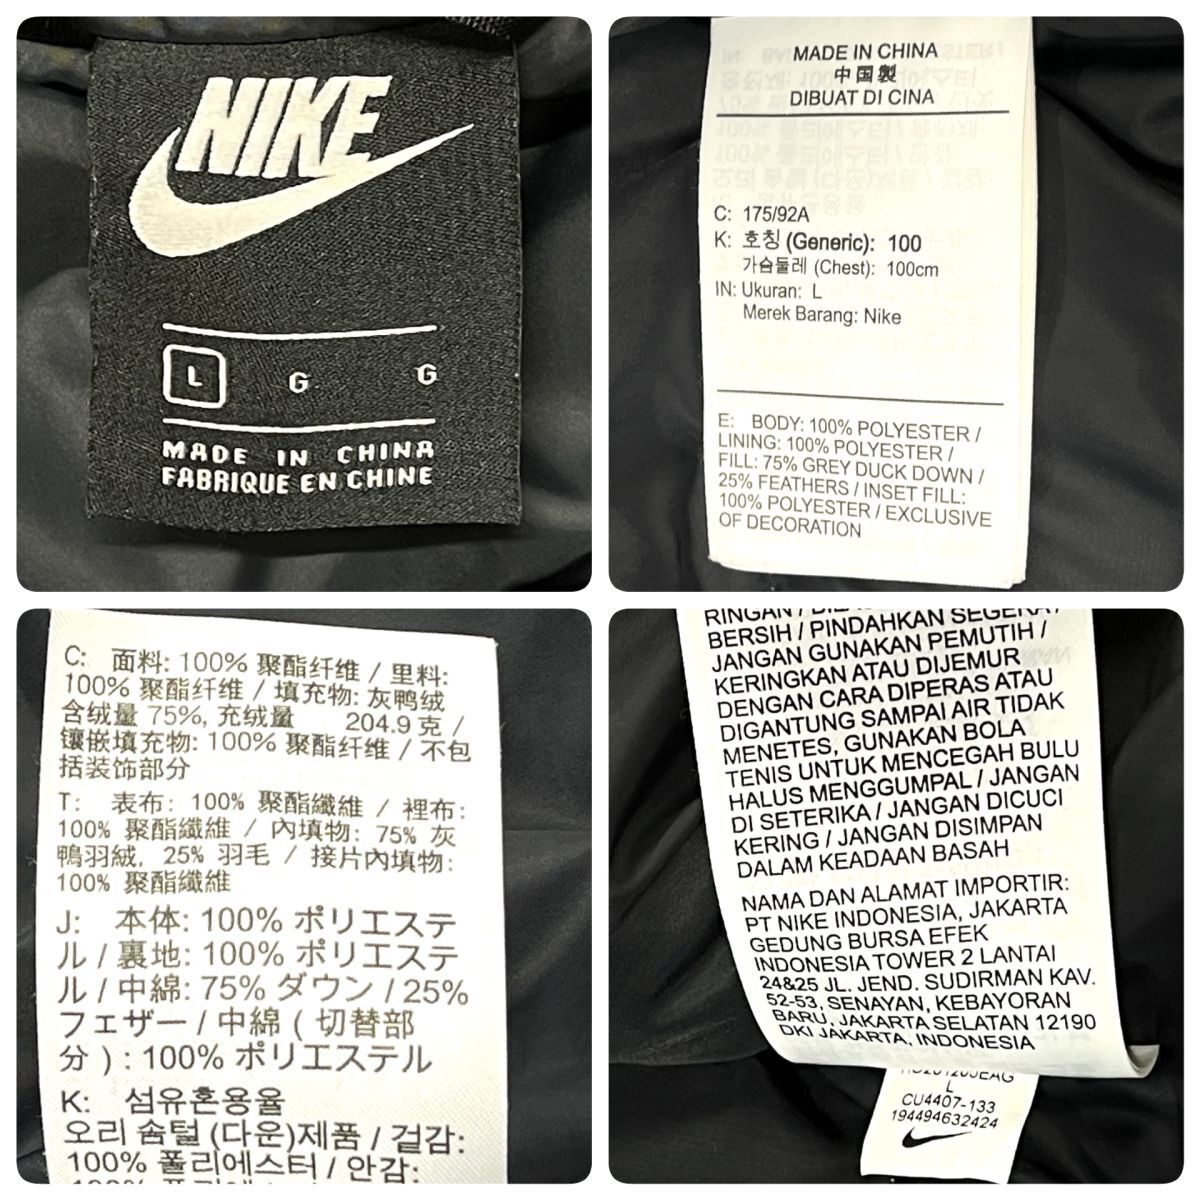 NIKE
L G G
MADE IN CHINA
FABRIQUE EN CHINE
MADE IN CHINA
中国製
DIBUAT DI CINA
C: 175/92A
K: 호칭 (Generic): 100
가슴둘레 (Chest): 100cm
IN: Ukuran: L
Merek Barang: Nike
E: BODY: 100% POLYESTER /
LINING: 100% POLYESTER /
FILL: 75% GREY DUCK DOWN /
25% FEATHERS / INSET FILL:
100% POLYESTER / EXCLUSIVE
OF DECORATION
C: 面料: 100% 聚酯纤维 / 里料:
100% 聚酯纤维 / 填充物: 灰鸭绒
含绒量 75%, 充绒量 204.9 克 /
镶嵌填充物: 100% 聚酯纤维 / 不包
括装饰部分
T: 表布: 100% 聚酯纖維 / 裡布:
100% 聚酯纖維 / 內填物: 75% 灰
鴨羽絨, 25% 羽毛 / 接片內填物:
100% 聚酯纖維
J: 本体: 100% ポリエステ
ル / 裏地: 100% ポリエステ
ル / 中綿: 75% ダウン / 25%
フェザー / 中綿 ( 切替部
分 ) : 100% ポリエステル
K: 섬유혼용율
오리 솜털 (다운)제품 / 겉감:
100% 폴리에스터 / 안감:
RINGAN /
BERSIH / PINDAHKAN SEGERA /
JANGAN GUNAKAN PEMUTIH /
KERINGKAN ATAU DIJEMUR
DENGAN CARA DIPERAS ATAU
DIGANTUNG SAMPAI AIR TIDAK
MENETES, GUNAKAN BOLA
TENIS UNTUK MENCEGAH BULU
HALUS MENGGUMPAL / JANGAN
DI SETERIKA / JANGAN DICUCI
KERING / JANGAN DISIMPAN
DALAM KEADAAN BASAH
NAMA DAN ALAMAT IMPORTIR:
PT NIKE INDONESIA, JAKARTA
GEDUNG BURSA EFEK
INDONESIA TOWER 2 LANTAI
24&25 JL. JEND. SUDIRMAN KAV.
52-53, SENAYAN, KEBAYORAN
BARU, JAKARTA SELATAN 12190
DKI JAKARTA, INDONESIA
L
CU4407-133
194494632424